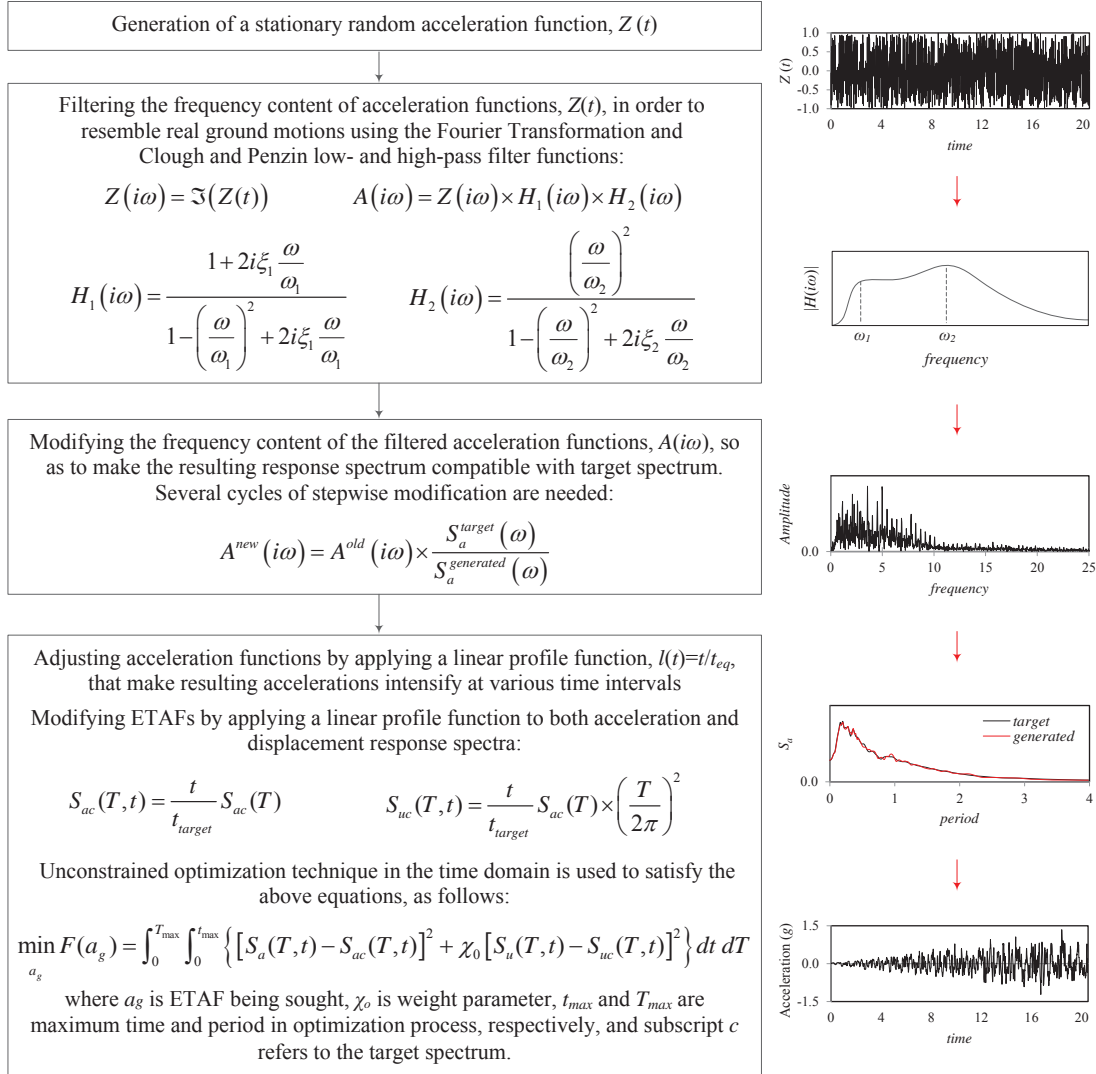 Generation of a stationary random acceleration function, Z (t)
Filtering the frequency content of acceleration functions, Z(t), in order to
resemble real ground motions using the Fourier Transformation and
Clough and Penzin low- and high-pass filter functions:
Z(iω) = ℑ(Z(t)) A(iω) = Z(iω) × H₁(iω) × H₂(iω)
H₁(iω) = (1 + 2iξ₁ ω/ω₁) / (1 − (ω/ω₁)² + 2iξ₁ ω/ω₁) H₂(iω) = (ω/ω₂)² / (1 − (ω/ω₂)² + 2iξ₂ ω/ω₂)
Modifying the frequency content of the filtered acceleration functions, A(iω), so
as to make the resulting response spectrum compatible with target spectrum.
Several cycles of stepwise modification are needed:
A^new(iω) = A^old(iω) × S_a^target(ω) / S_a^generated(ω)
Adjusting acceleration functions by applying a linear profile function, l(t)=t/t_eq,
that make resulting accelerations intensify at various time intervals
Modifying ETAFs by applying a linear profile function to both acceleration and
displacement response spectra:
S_ac(T,t) = t/t_target S_ac(T) S_uc(T,t) = t/t_target S_ac(T) × (T/2π)²
Unconstrained optimization technique in the time domain is used to satisfy the
above equations, as follows:
min_{a_g} F(a_g) = ∫₀^{T_max} ∫₀^{t_max} {[S_a(T,t) − S_ac(T,t)]² + χ₀[S_u(T,t) − S_uc(T,t)]²} dt dT
where ag is ETAF being sought, χ_o is weight parameter, t_max and T_max are
maximum time and period in optimization process, respectively, and subscript c
refers to the target spectrum.
Z (t)
1.0
0.5
0.0
-0.5
-1.0
0 4 8 12 16 20
time
|H(iω)|
ω₁ ω₂
frequency
Amplitude
0.0
0 5 10 15 20 25
frequency
S_a
target
generated
0.0
0 1 2 3 4
period
Acceleration (g)
1.5
0.0
-1.5
0 4 8 12 16 20
time